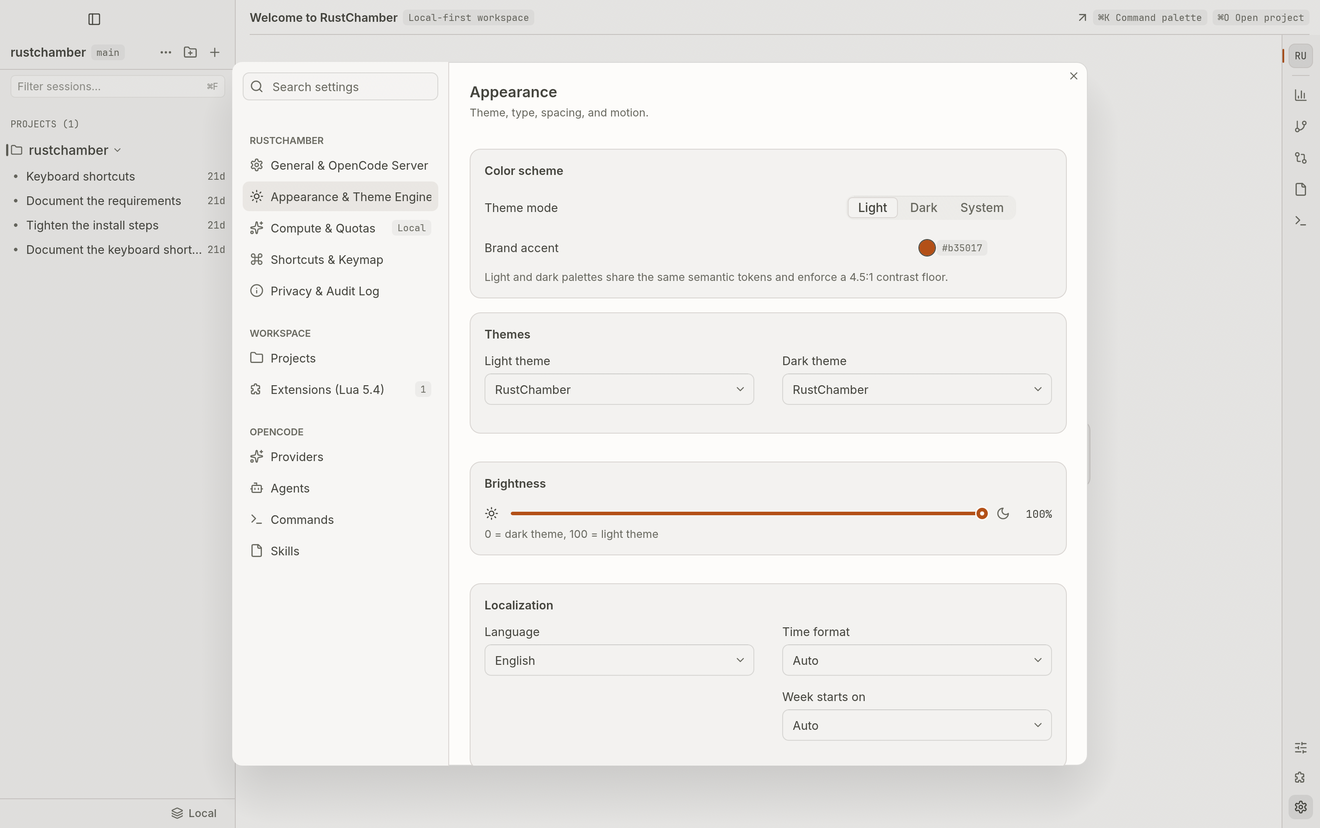 Welcome to RustChamber Local-first workspace ⌘K Command palette ⌘O Open project
rustchamber main
Filter sessions... ⌘F
PROJECTS (1)
rustchamber
Keyboard shortcuts 21d
Document the requirements 21d
Tighten the install steps 21d
Document the keyboard short... 21d
Local
Search settings
RUSTCHAMBER
General & OpenCode Server
Appearance & Theme Engine
Compute & Quotas Local
Shortcuts & Keymap
Privacy & Audit Log
WORKSPACE
Projects
Extensions (Lua 5.4) 1
OPENCODE
Providers
Agents
Commands
Skills
Appearance
Theme, type, spacing, and motion.
Color scheme
Theme mode Light Dark System
Brand accent #b35017
Light and dark palettes share the same semantic tokens and enforce a 4.5:1 contrast floor.
Themes
Light theme Dark theme
RustChamber RustChamber
Brightness
100%
0 = dark theme, 100 = light theme
Localization
Language Time format
English Auto
Week starts on
Auto
RU